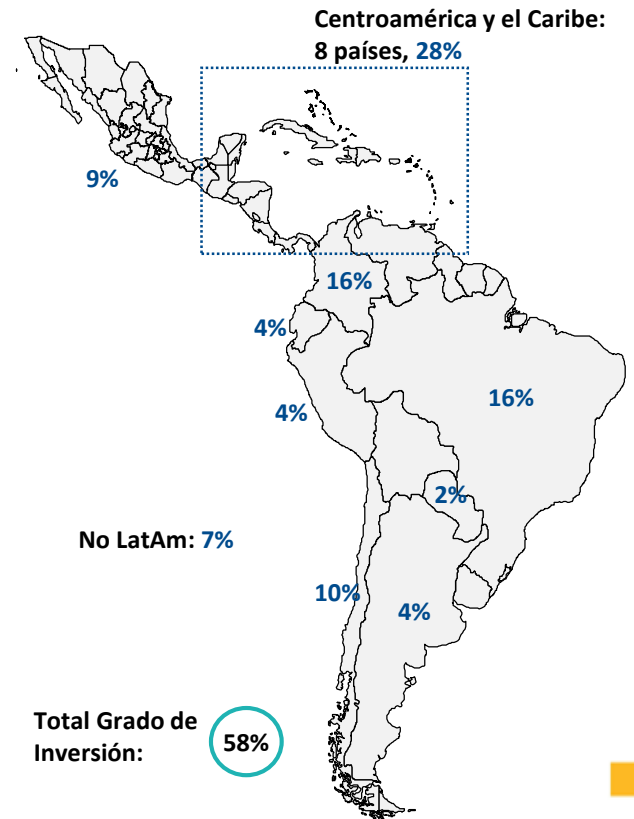 Centroamérica y el Caribe:
8 países, 28%
9%
16%
4%
16%
4%
2%
No LatAm: 7%
10%
4%
Total Grado de
Inversión:
58%